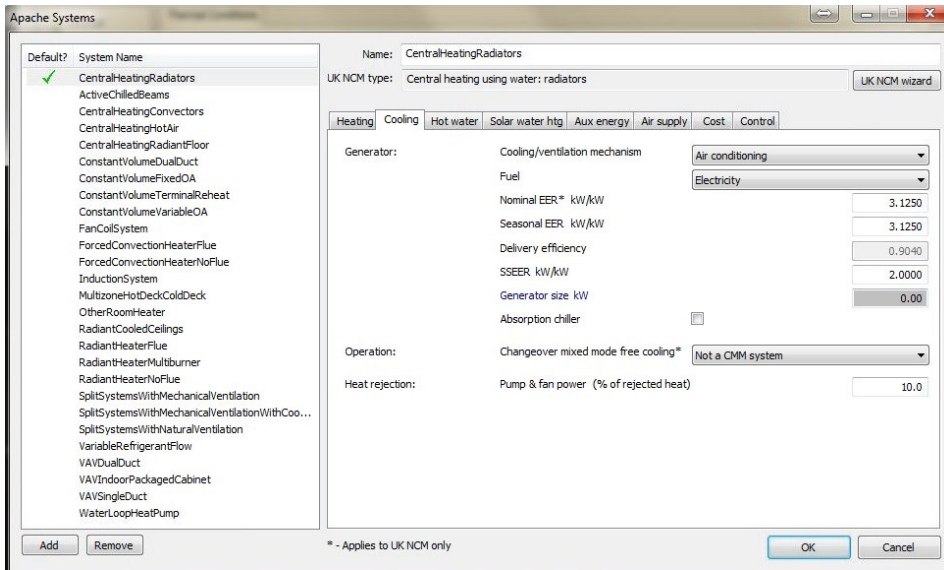 Apache Systems
Default? System Name
CentralHeatingRadiators
ActiveChilledBeams
CentralHeatingConvectors
CentralHeatingHotAir
CentralHeatingRadiantFloor
ConstantVolumeDualDuct
ConstantVolumeFixedOA
ConstantVolumeTerminalReheat
ConstantVolumeVariableOA
FanCoilSystem
ForcedConvectionHeaterFlue
ForcedConvectionHeaterNoFlue
InductionSystem
MultizoneHotDeckColdDeck
OtherRoomHeater
RadiantCooledCeilings
RadiantHeaterFlue
RadiantHeaterMultiburner
RadiantHeaterNoFlue
SplitSystemsWithMechanicalVentilation
SplitSystemsWithMechanicalVentilationWithCoo...
SplitSystemsWithNaturalVentilation
VariableRefrigerantFlow
VAVDualDuct
VAVIndoorPackagedCabinet
VAVSingleDuct
WaterLoopHeatPump
Add Remove
Name: CentralHeatingRadiators
UK NCM type: Central heating using water: radiators UK NCM wizard
Heating Cooling Hot water Solar water htg Aux energy Air supply Cost Control
Generator: Cooling/ventilation mechanism Air conditioning
Fuel Electricity
Nominal EER* kW/kW 3.1250
Seasonal EER kW/kW 3.1250
Delivery efficiency 0.9040
SSEER kW/kW 2.0000
Generator size kW 0.00
Absorption chiller
Operation: Changeover mixed mode free cooling* Not a CMM system
Heat rejection: Pump & fan power (% of rejected heat) 10.0
* - Applies to UK NCM only
OK Cancel